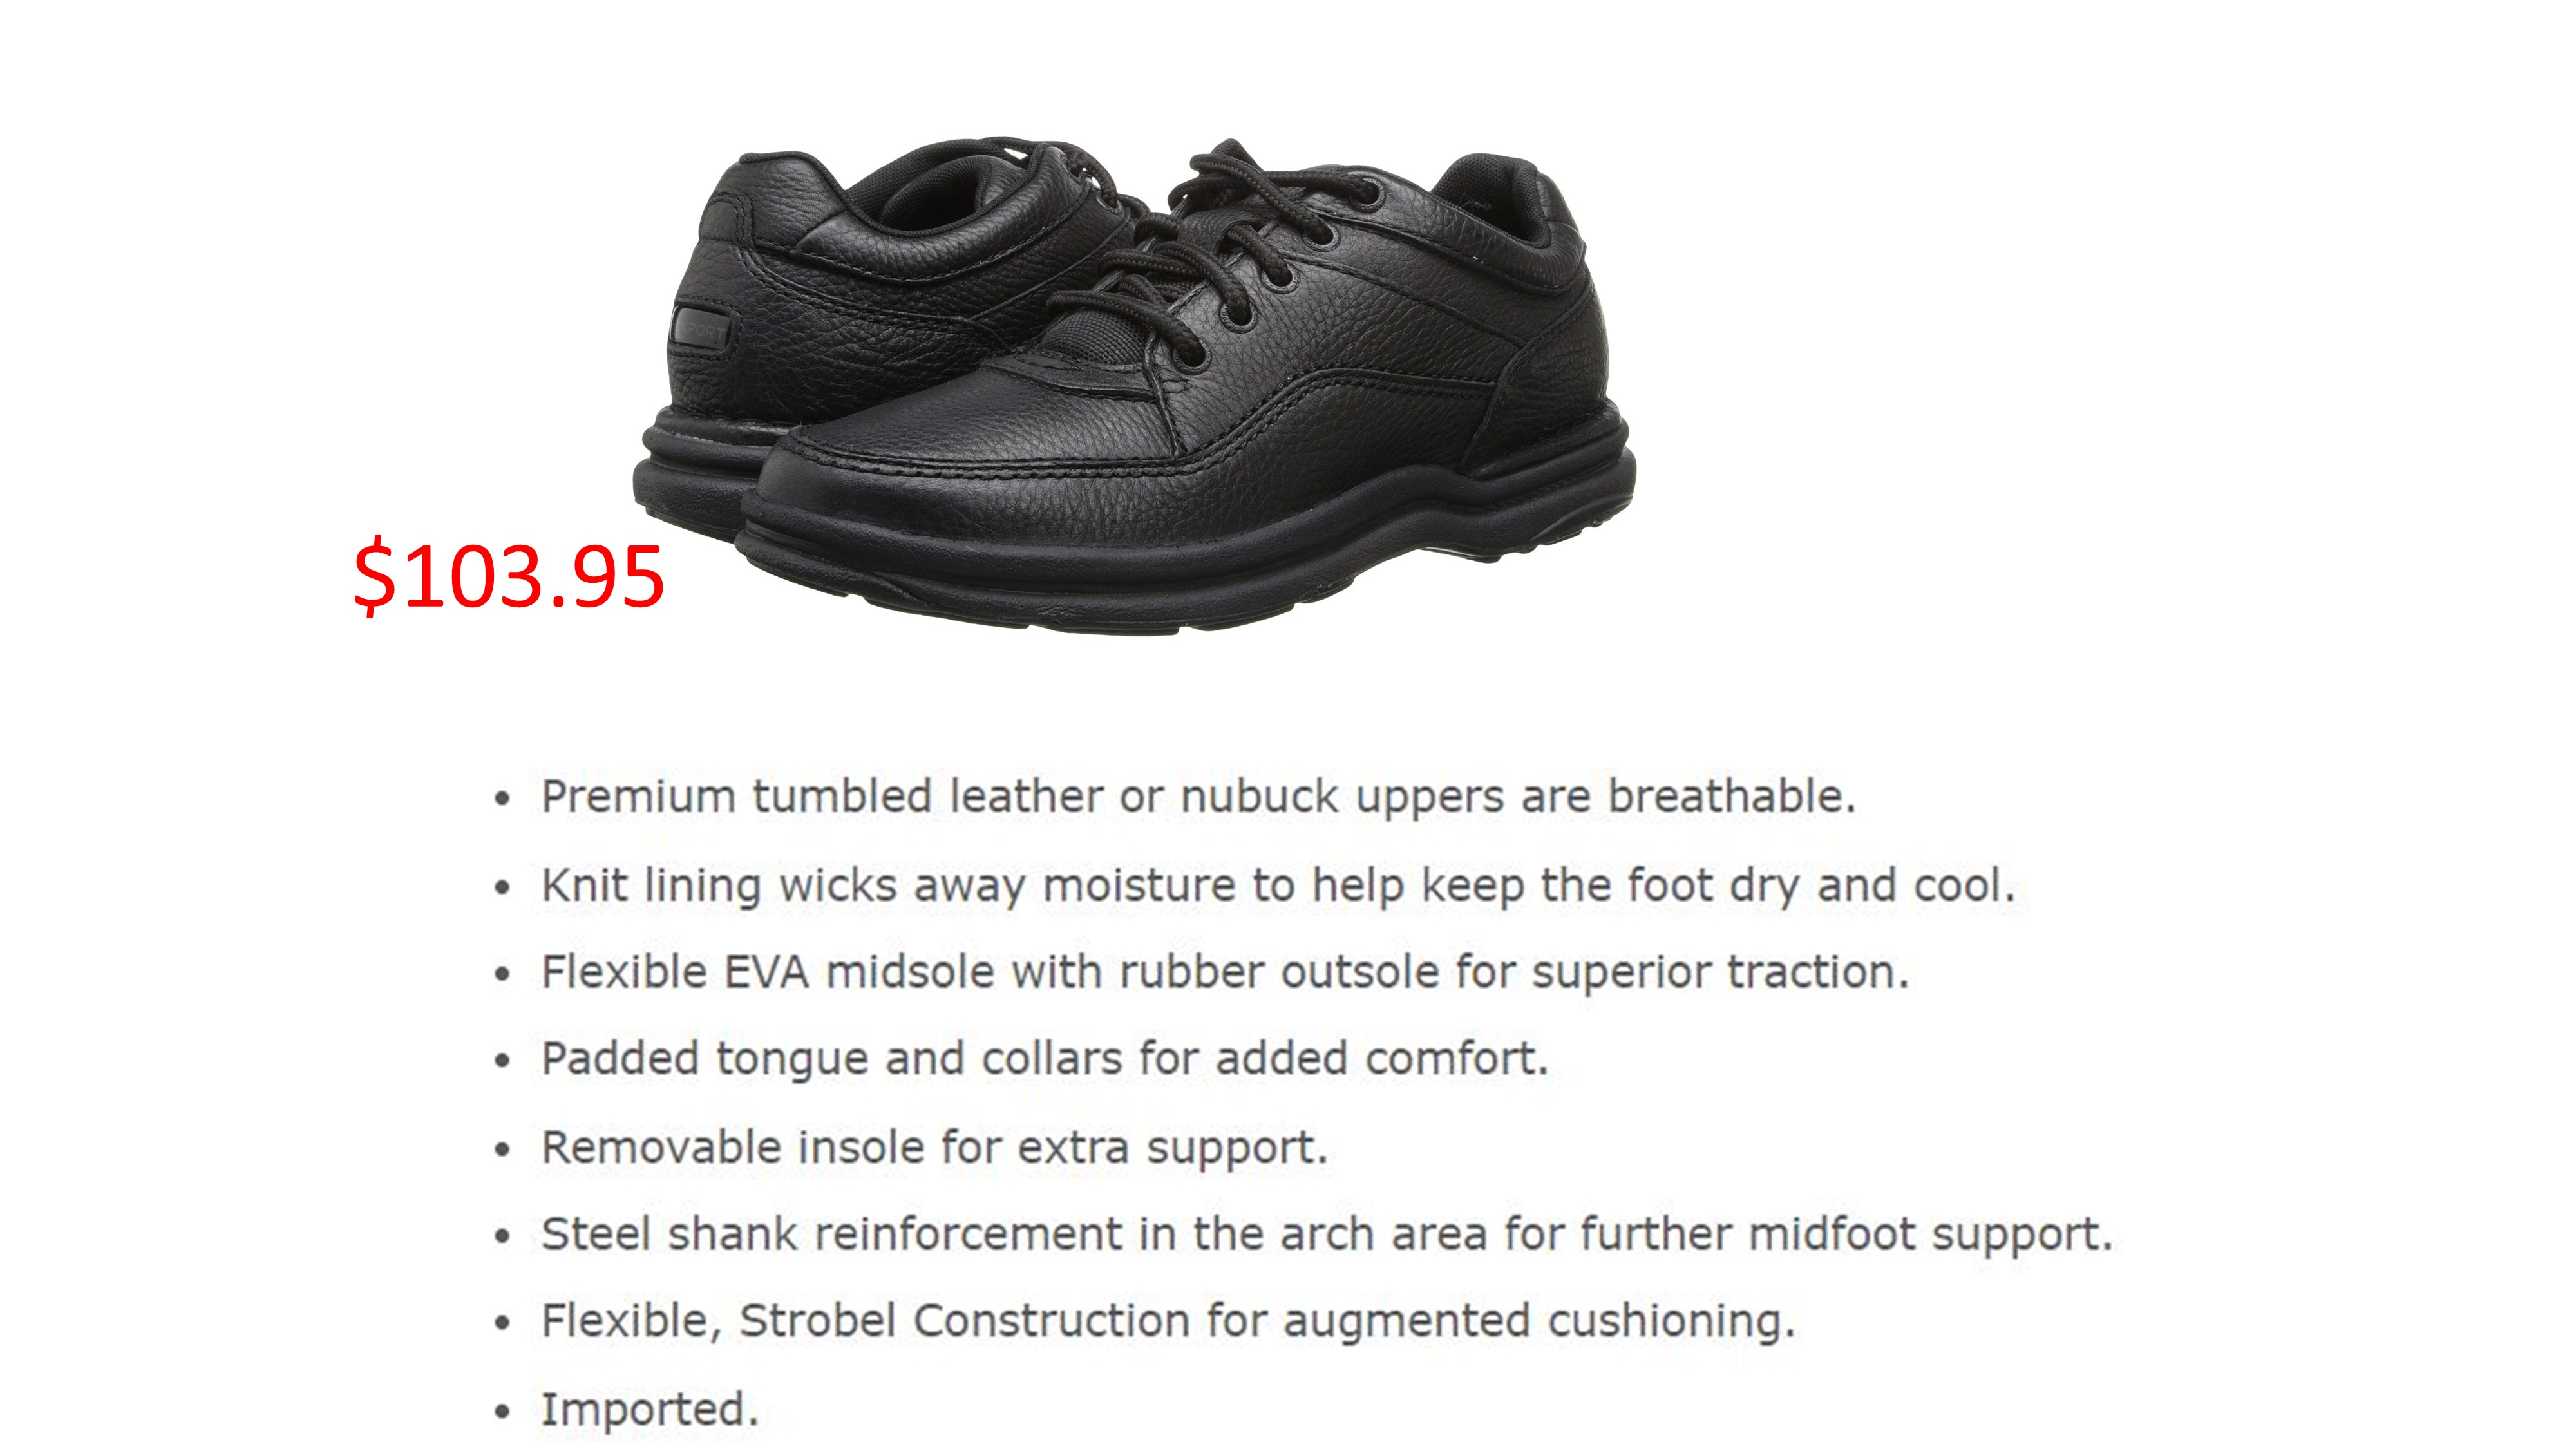 $103.95
• Premium tumbled leather or nubuck uppers are breathable.
• Knit lining wicks away moisture to help keep the foot dry and cool.
• Flexible EVA midsole with rubber outsole for superior traction.
• Padded tongue and collars for added comfort.
• Removable insole for extra support.
• Steel shank reinforcement in the arch area for further midfoot support.
• Flexible, Strobel Construction for augmented cushioning.
• Imported.